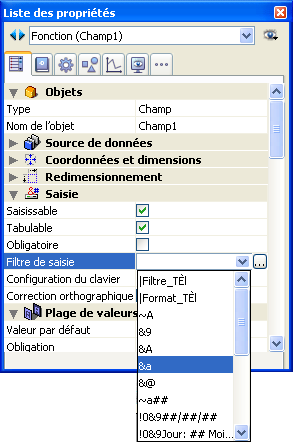 Liste des propriétés
Fonction (Champ1)
Objets
Type Champ
Nom de l'objet Champ1
Source de données
Coordonnées et dimensions
Redimensionnement
Saisie
Saisissable
Tabulable
Obligatoire
Filtre de saisie ...
Configuration du clavier
Correction orthographique
Plage de valeurs
Valeur par défaut
Obligation
|Filtre_TÈl
|Format_TÈl
~A
&9
&A
&a
&@
~a##
!0&9##/##/##
!0&9Jour: ## Moi...